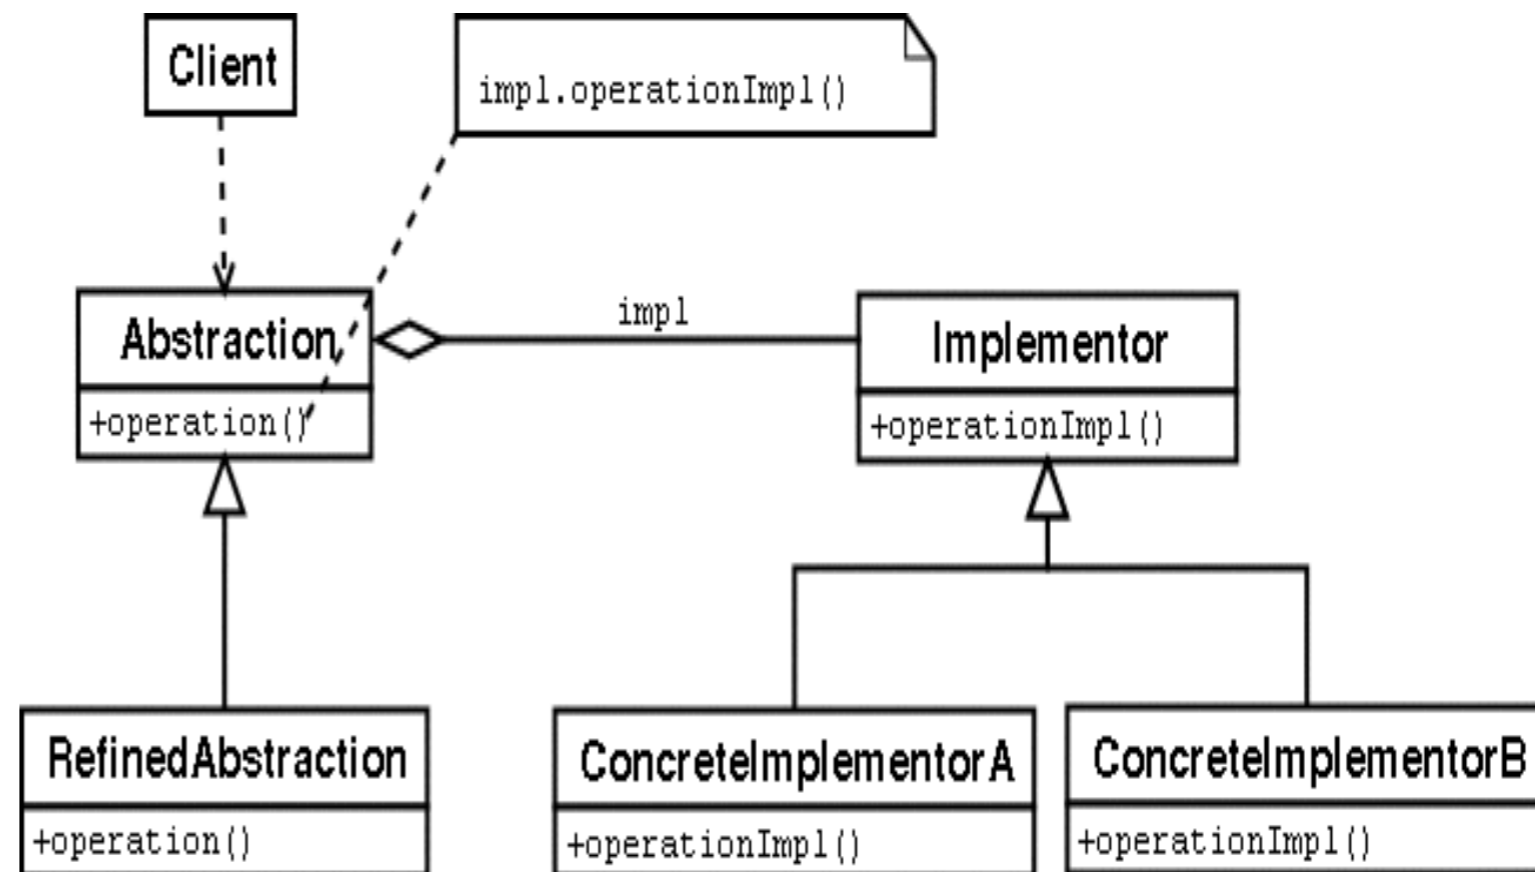 Client
impl.operationImpl()
Abstraction
impl
Implementor
+operation()
+operationImpl()
RefinedAbstraction
ConcreteImplementorA
ConcreteImplementorB
+operation()
+operationImpl()
+operationImpl()